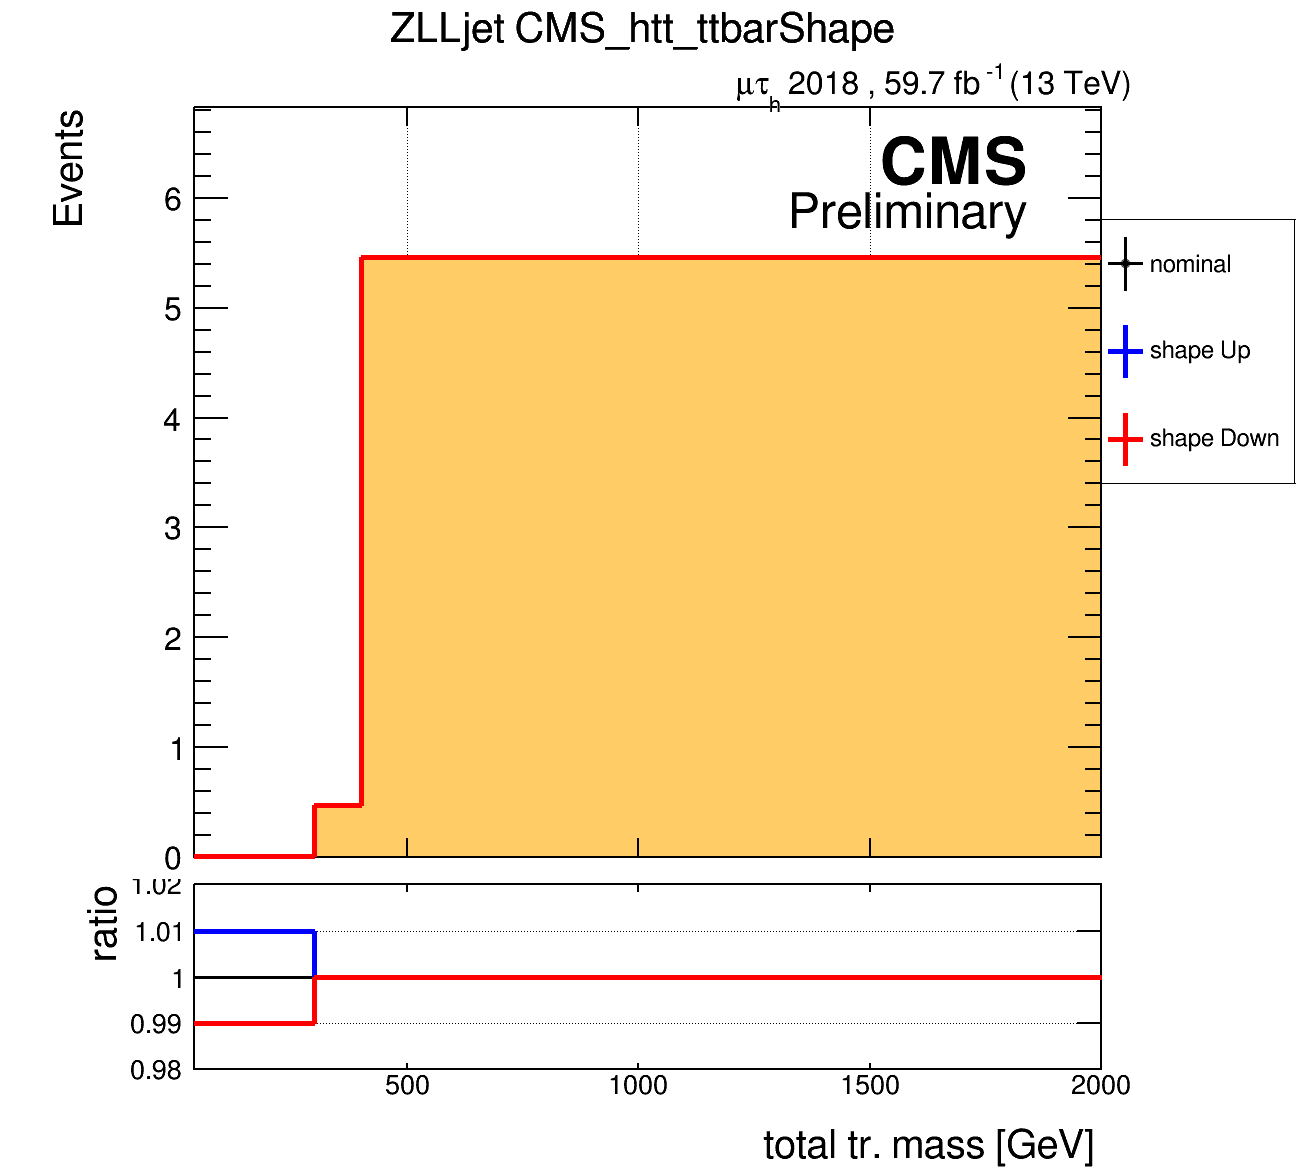 ZLLjet CMS_htt_ttbarShape
μτh 2018 , 59.7 fb-1 (13 TeV)
Events
CMS
Preliminary
6
5
4
3
2
1
0
nominal
shape Up
shape Down
ratio
1.02
1.01
1
0.99
0.98
500
1000
1500
2000
total tr. mass [GeV]